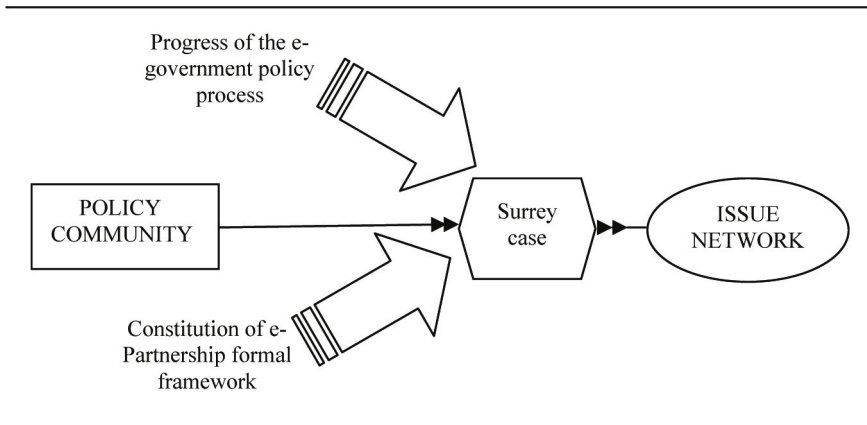 Progress of the e-
government policy
process
POLICY
COMMUNITY
Surrey
case
ISSUE
NETWORK
Constitution of e-
Partnership formal
framework